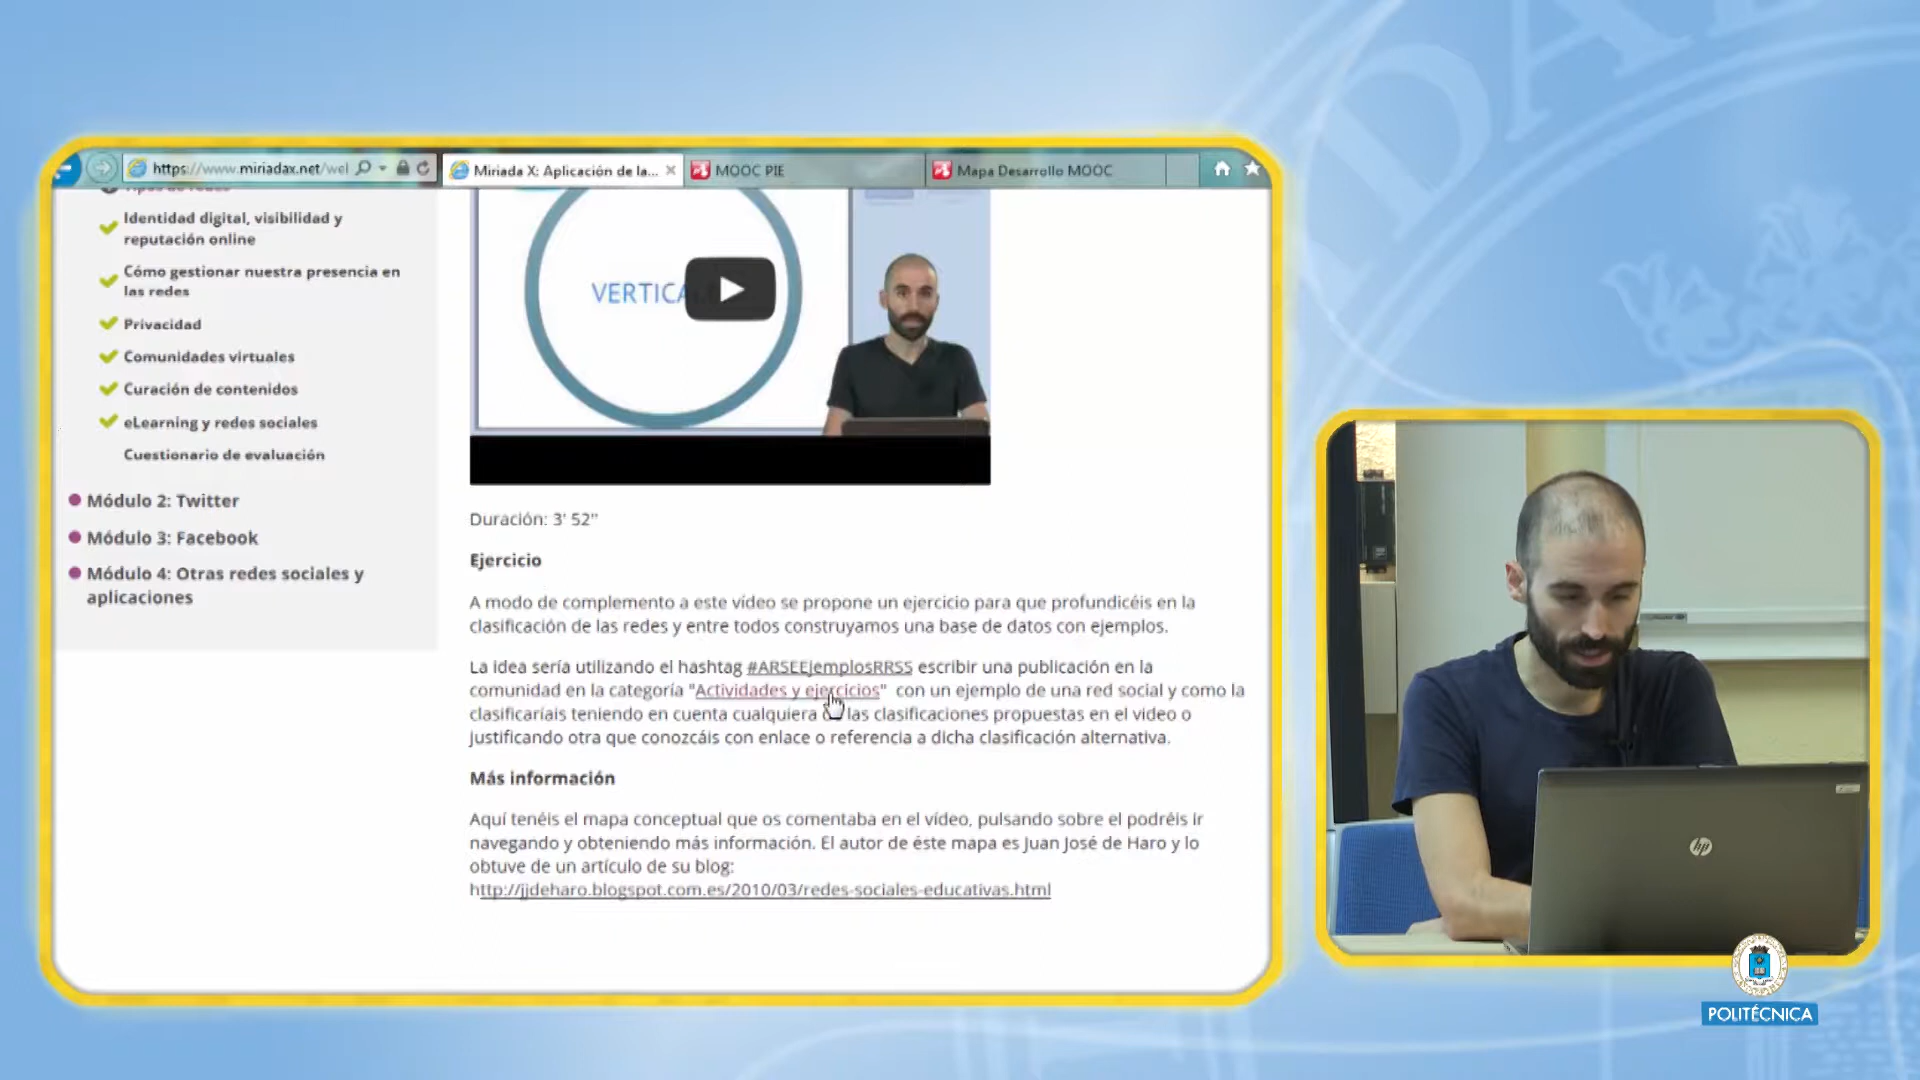 https://www.miriadax.net/wel
Miriada X: Aplicación de la...
MOOC PIE
Mapa Desarrollo MOOC
Tipos de redes
Identidad digital, visibilidad y
reputación online
Cómo gestionar nuestra presencia en
las redes
Privacidad
Comunidades virtuales
Curación de contenidos
eLearning y redes sociales
Cuestionario de evaluación
Módulo 2: Twitter
Módulo 3: Facebook
Módulo 4: Otras redes sociales y
aplicaciones
Duración: 3' 52''
Ejercicio
A modo de complemento a este vídeo se propone un ejercicio para que profundicéis en la
clasificación de las redes y entre todos construyamos una base de datos con ejemplos.
La idea sería utilizando el hashtag #ARSEEjemplosRRSS escribir una publicación en la
comunidad en la categoría "Actividades y ejercicios" con un ejemplo de una red social y como la
clasificaríais teniendo en cuenta cualquiera las clasificaciones propuestas en el vídeo o
justificando otra que conozcáis con enlace o referencia a dicha clasificación alternativa.
Más información
Aquí tenéis el mapa conceptual que os comentaba en el vídeo, pulsando sobre el podréis ir
navegando y obteniendo más información. El autor de éste mapa es Juan José de Haro y lo
obtuve de un artículo de su blog:
http://jjdeharo.blogspot.com.es/2010/03/redes-sociales-educativas.html
hp
POLITÉCNICA